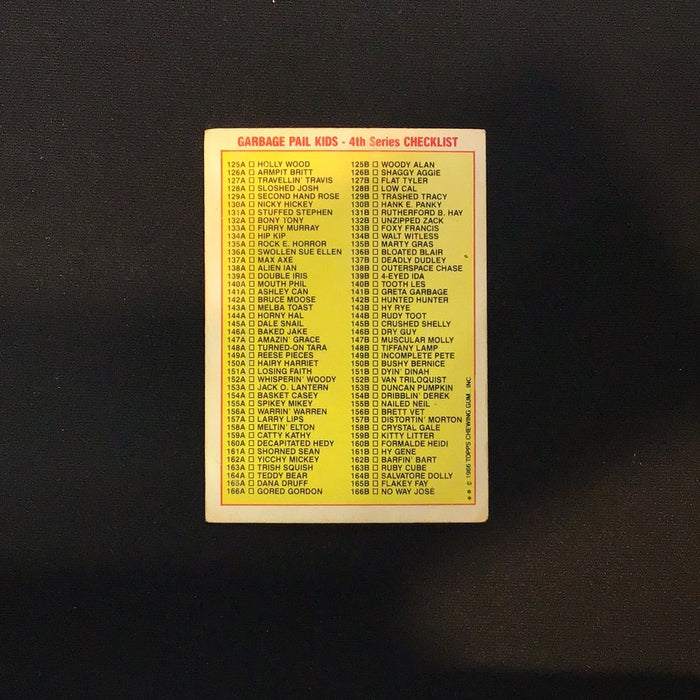 GARBAGE PAIL KIDS - 4th Series CHECKLIST
125A □ HOLLY WOOD
126A □ ARMPIT BRITT
127A □ TRAVELLIN' TRAVIS
128A □ SLOSHED JOSH
129A □ SECOND HAND ROSE
130A □ NICKY HICKEY
131A □ STUFFED STEPHEN
132A □ BONY TONY
133A □ FURRY MURRAY
134A □ HIP KIP
135A □ ROCK E. HORROR
136A □ SWOLLEN SUE ELLEN
137A □ MAX AXE
138A □ ALIEN IAN
139A □ DOUBLE IRIS
140A □ MOUTH PHIL
141A □ ASHLEY CAN
142A □ BRUCE MOOSE
143A □ MELBA TOAST
144A □ HORNY HAL
145A □ DALE SNAIL
146A □ BAKED JAKE
147A □ AMAZIN' GRACE
148A □ TURNED-ON TARA
149A □ REESE PIECES
150A □ HAIRY HARRIET
151A □ LOSING FAITH
152A □ WHISPERIN' WOODY
153A □ JACK O. LANTERN
154A □ BASKET CASEY
155A □ SPIKEY MIKEY
156A □ WARRIN' WARREN
157A □ LARRY LIPS
158A □ MELTIN' ELTON
159A □ CATTY KATHY
160A □ DECAPITATED HEDY
161A □ SHORNED SEAN
162A □ YICCHY MICKEY
163A □ TRISH SQUISH
164A □ TEDDY BEAR
165A □ DANA DRUFF
166A □ GORED GORDON
125B □ WOODY ALAN
126B □ SHAGGY AGGIE
127B □ FLAT TYLER
128B □ LOW CAL
129B □ TRASHED TRACY
130B □ HANK E. PANKY
131B □ RUTHERFORD B. HAY
132B □ UNZIPPED ZACK
133B □ FOXY FRANCIS
134B □ WALT WITLESS
135B □ MARTY GRAS
136B □ BLOATED BLAIR
137B □ DEADLY DUDLEY
138B □ OUTERSPACE CHASE
139B □ 4-EYED IDA
140B □ TOOTH LES
141B □ GRETA GARBAGE
142B □ HUNTED HUNTER
143B □ HY RYE
144B □ RUDY TOOT
145B □ CRUSHED SHELLY
146B □ DRY GUY
147B □ MUSCULAR MOLLY
148B □ TIFFANY LAMP
149B □ INCOMPLETE PETE
150B □ BUSHY BERNICE
151B □ DYIN' DINAH
152B □ VAN TRILOQUIST
153B □ DUNCAN PUMPKIN
154B □ DRIBBLIN' DEREK
155B □ NAILED NEIL
156B □ BRETT VET
157B □ DISTORTIN' MORTON
158B □ CRYSTAL GALE
159B □ KITTY LITTER
160B □ FORMALDE HEIDI
161B □ HY GENE
162B □ BARFIN' BART
163B □ RUBY CUBE
164B □ SALVATORE DOLLY
165B □ FLAKEY FAY
166B □ NO WAY JOSÉ
** © 1986 TOPPS CHEWING GUM, INC